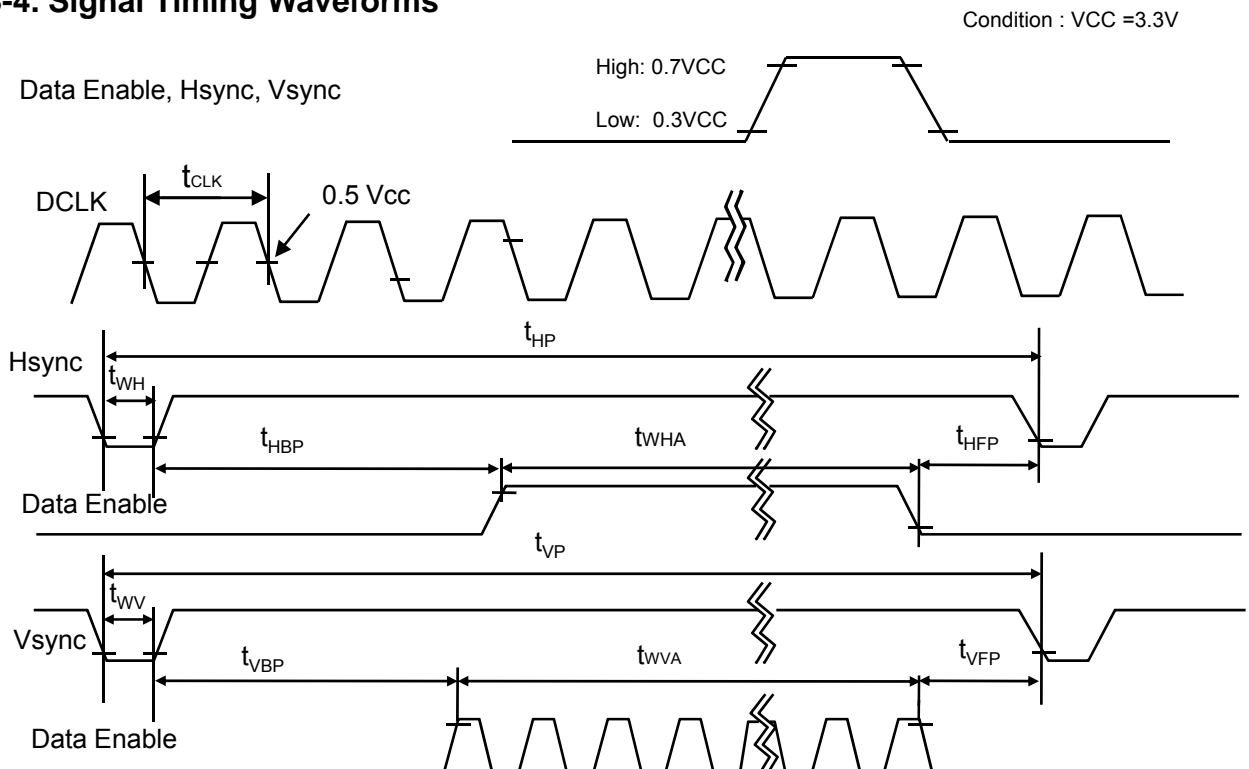 -4. Signal Timing Waveforms
Condition : VCC =3.3V
Data Enable, Hsync, Vsync
High: 0.7VCC
Low: 0.3VCC
DCLK
tCLK
0.5 Vcc
tHP
Hsync
tWH
tHBP
tWHA
tHFP
Data Enable
tVP
tWV
Vsync
tVBP
tWVA
tVFP
Data Enable